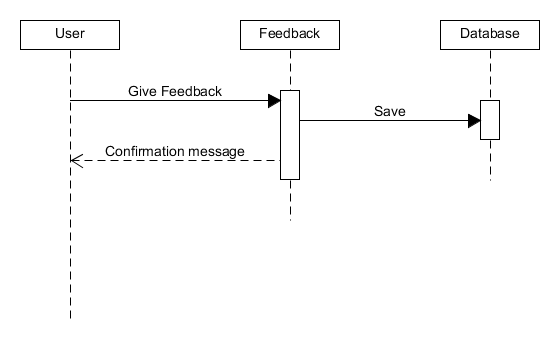 User
Feedback
Database
Give Feedback
Save
Confirmation message